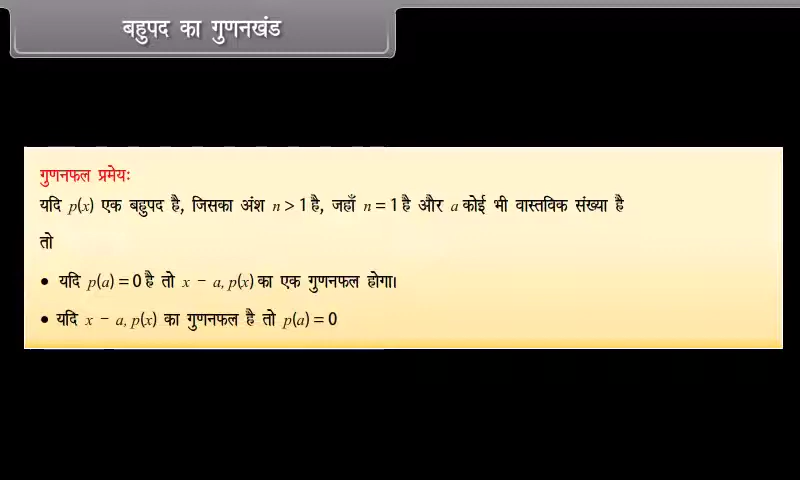 बहुपद का गुणनखंड
गुणनफल प्रमेयः
यदि p(x) एक बहुपद है, जिसका अंश n > 1 है, जहाँ n = 1 है और a कोई भी वास्तविक संख्या है
तो
• यदि p(a) = 0 है तो x − a, p(x) का एक गुणनफल होगा।
• यदि x − a, p(x) का गुणनफल है तो p(a) = 0